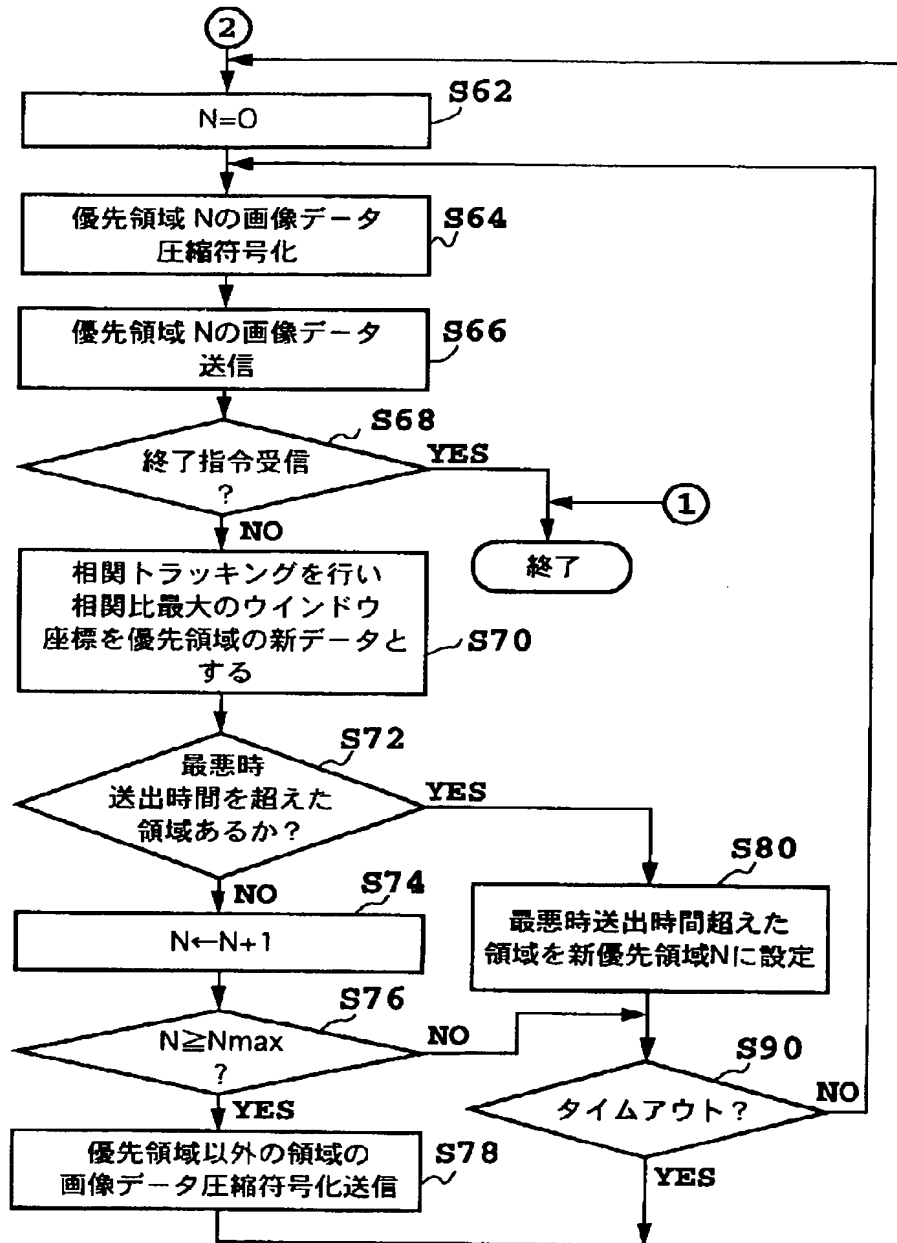 ②
S62
N=0
S64
優先領域 Nの画像データ
圧縮符号化
S66
優先領域 Nの画像データ
送信
S68
終了指令受信
?
YES
①
NO
終了
相関トラッキングを行い
相関比最大のウインドウ
座標を優先領域の新データと
する
S70
S72
最悪時
送出時間を超えた
領域あるか?
YES
NO
S74
N←N+1
S80
最悪時送出時間超えた
領域を新優先領域Nに設定
S76
N≧Nmax
?
NO
YES
S90
タイムアウト?
NO
YES
S78
優先領域以外の領域の
画像データ圧縮符号化送信